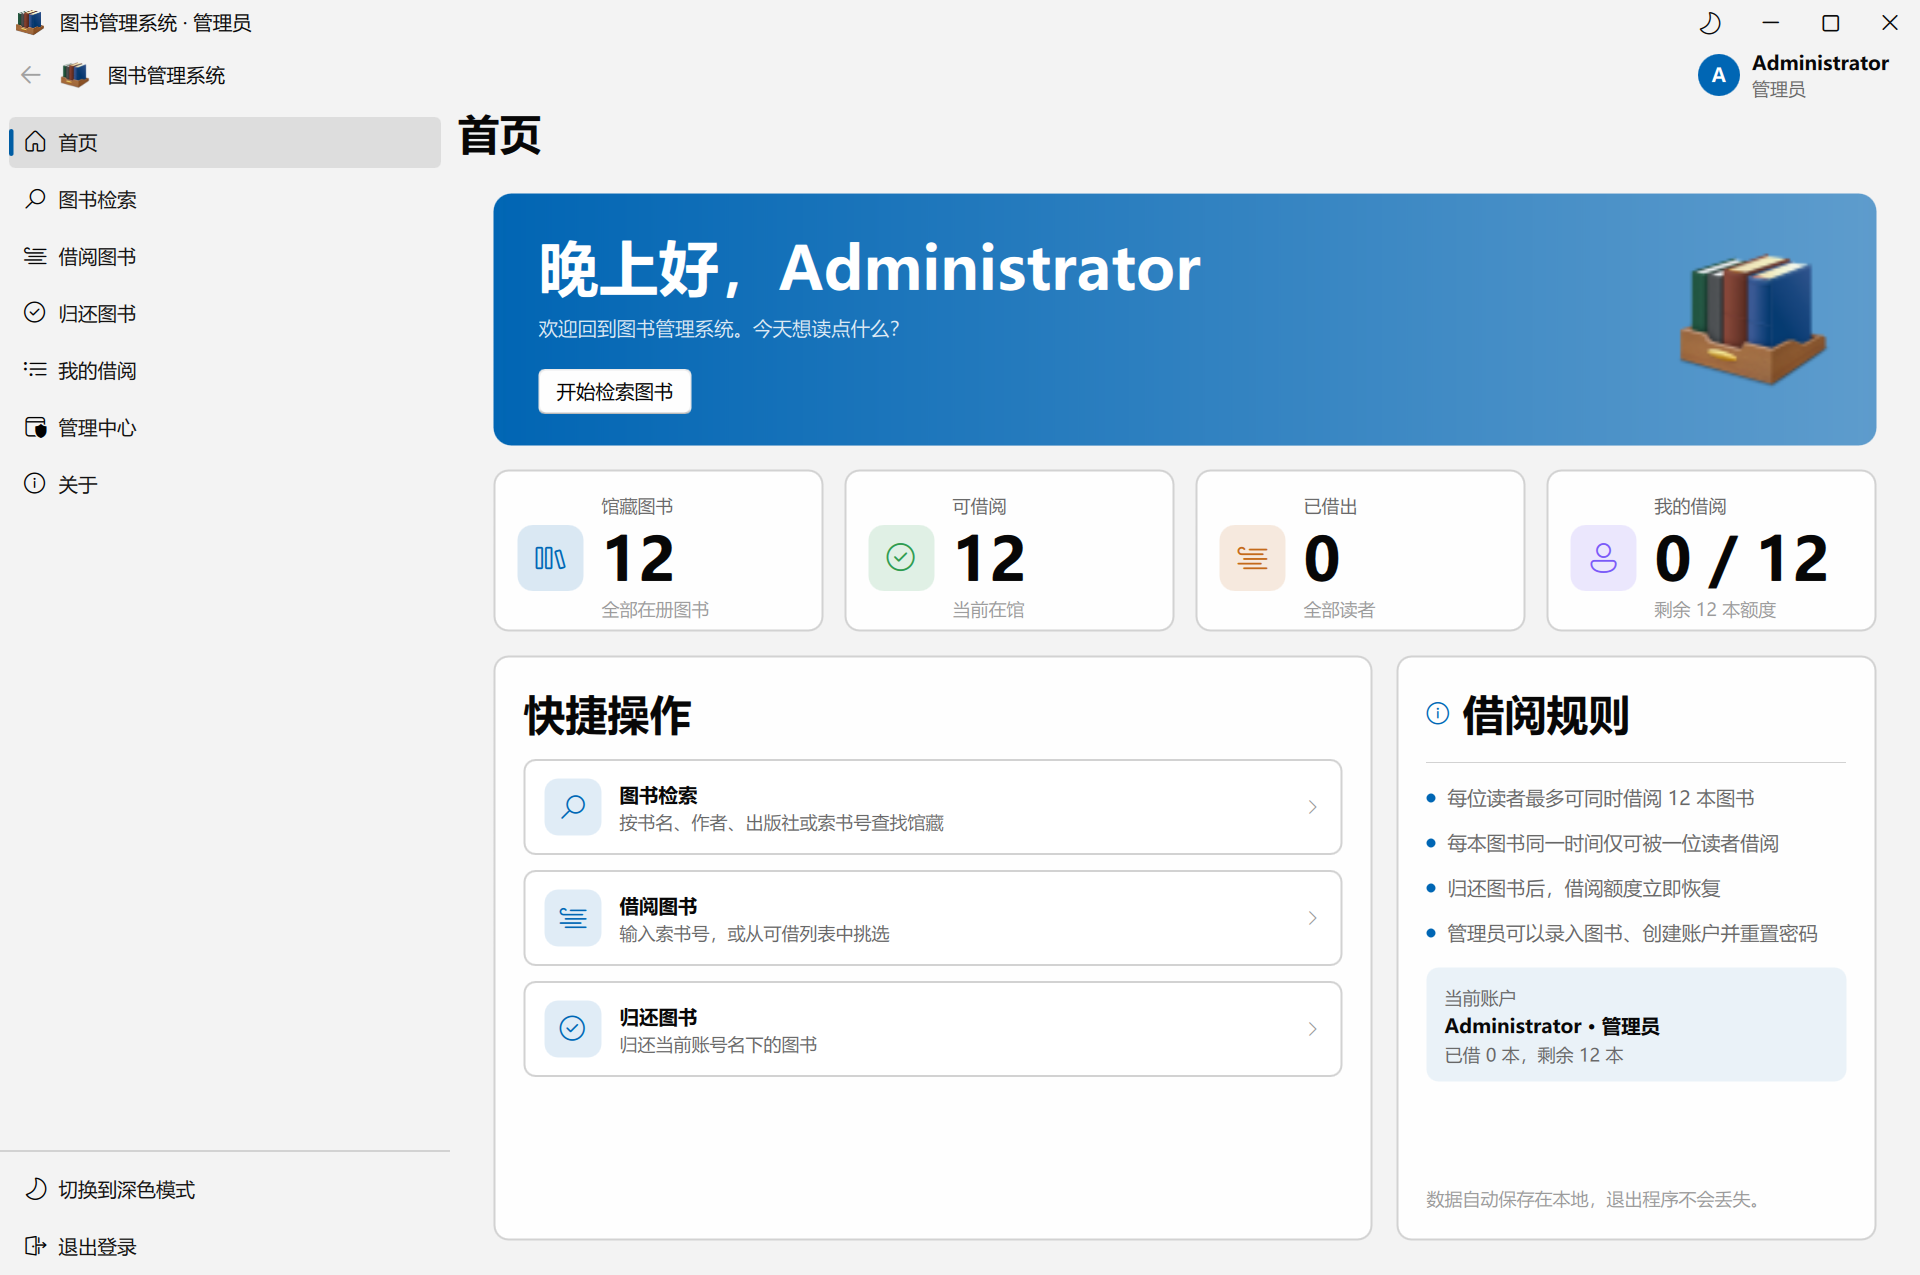 图书管理系统 · 管理员
图书管理系统
A
Administrator
管理员
首页
图书检索
借阅图书
归还图书
我的借阅
管理中心
关于
切换到深色模式
退出登录
首页
晚上好，Administrator
欢迎回到图书管理系统。今天想读点什么？
开始检索图书
馆藏图书
12
全部在册图书
可借阅
12
当前在馆
已借出
0
全部读者
我的借阅
0 / 12
剩余 12 本额度
快捷操作
图书检索
按书名、作者、出版社或索书号查找馆藏
借阅图书
输入索书号，或从可借列表中挑选
归还图书
归还当前账号名下的图书
借阅规则
每位读者最多可同时借阅 12 本图书
每本图书同一时间仅可被一位读者借阅
归还图书后，借阅额度立即恢复
管理员可以录入图书、创建账户并重置密码
当前账户
Administrator • 管理员
已借 0 本，剩余 12 本
数据自动保存在本地，退出程序不会丢失。